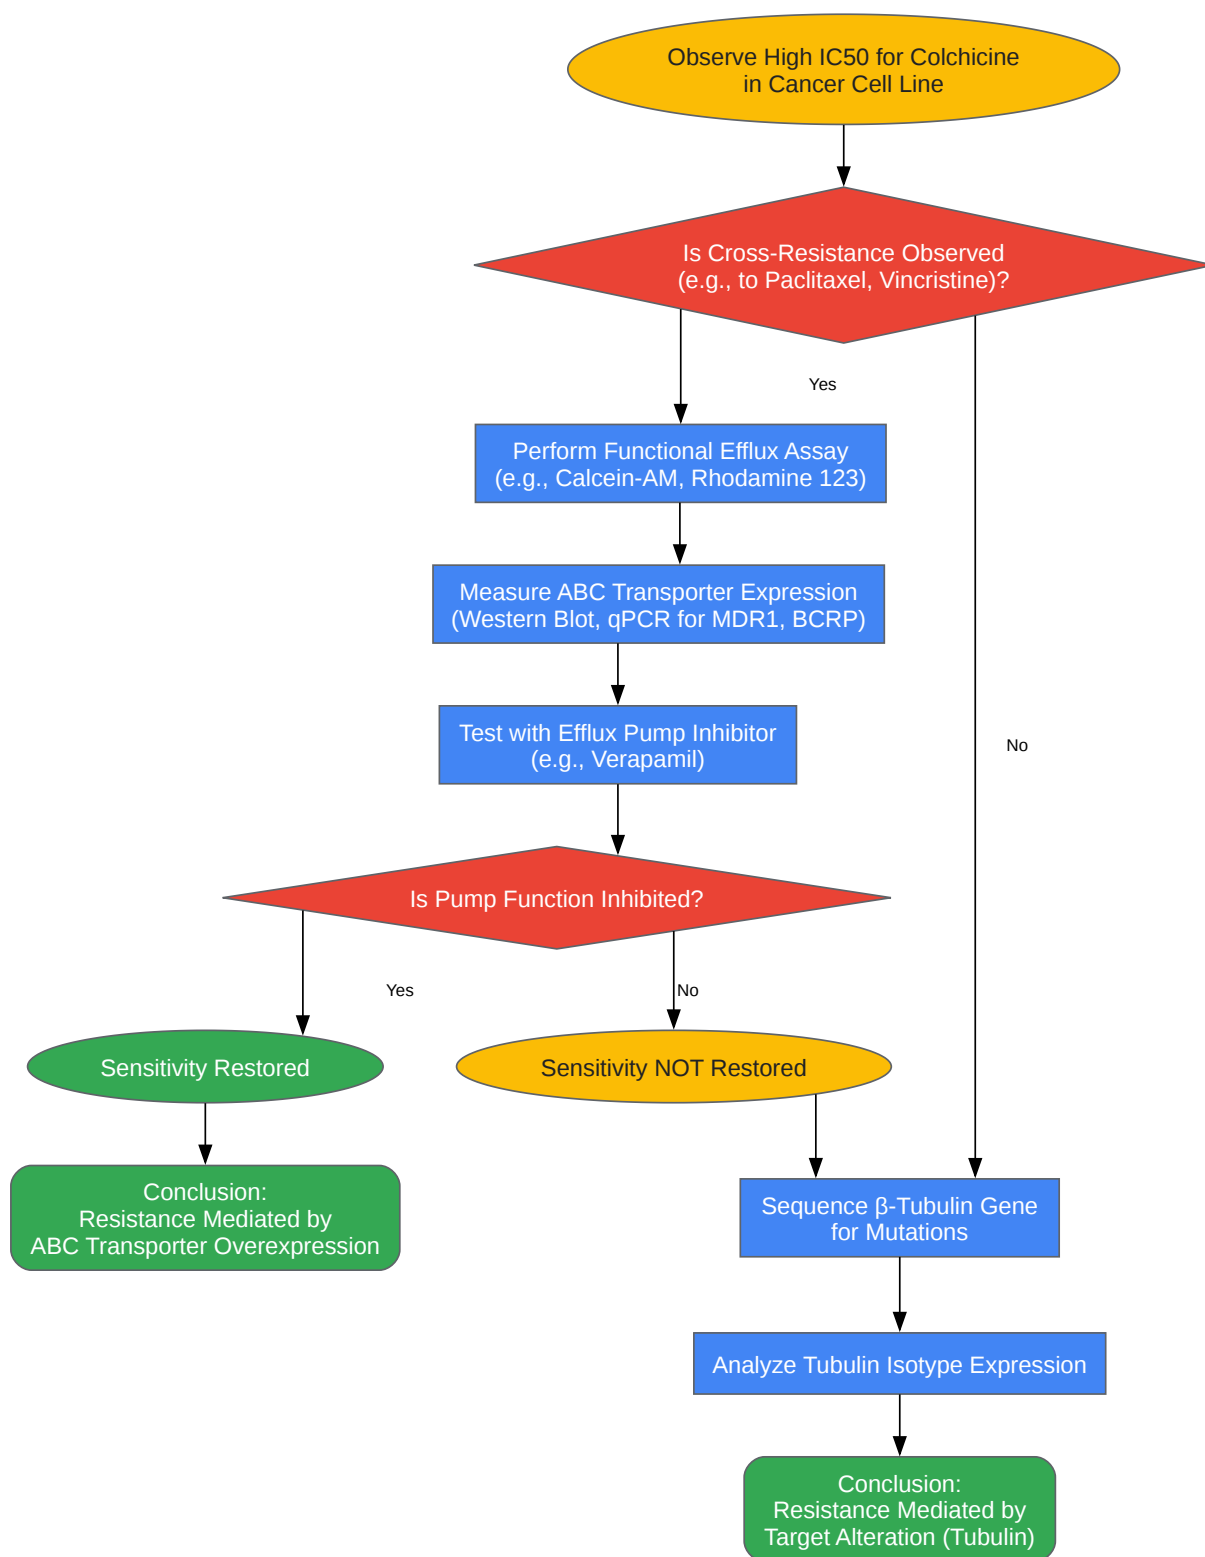 Observe High IC50 for Colchicine
in Cancer Cell Line
Is Cross-Resistance Observed
(e.g., to Paclitaxel, Vincristine)?
Yes
Perform Functional Efflux Assay
(e.g., Calcein-AM, Rhodamine 123)
Measure ABC Transporter Expression
(Western Blot, qPCR for MDR1, BCRP)
Test with Efflux Pump Inhibitor
(e.g., Verapamil)
No
Is Pump Function Inhibited?
Yes
No
Sensitivity Restored
Sensitivity NOT Restored
Conclusion:
Resistance Mediated by
ABC Transporter Overexpression
Sequence β-Tubulin Gene
for Mutations
Analyze Tubulin Isotype Expression
Conclusion:
Resistance Mediated by
Target Alteration (Tubulin)